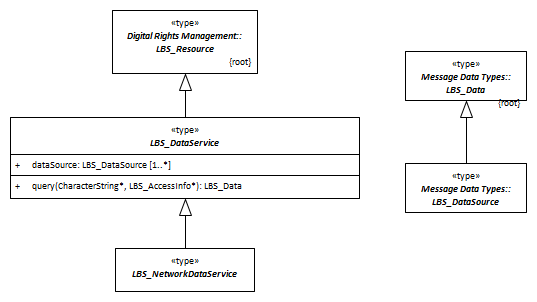 «type»
Digital Rights Management::
LBS_Resource
{root}
«type»
LBS_DataService
+ dataSource: LBS_DataSource [1..*]
+ query(CharacterString*, LBS_AccessInfo*): LBS_Data
«type»
LBS_NetworkDataService
«type»
Message Data Types::
LBS_Data
{root}
«type»
Message Data Types::
LBS_DataSource